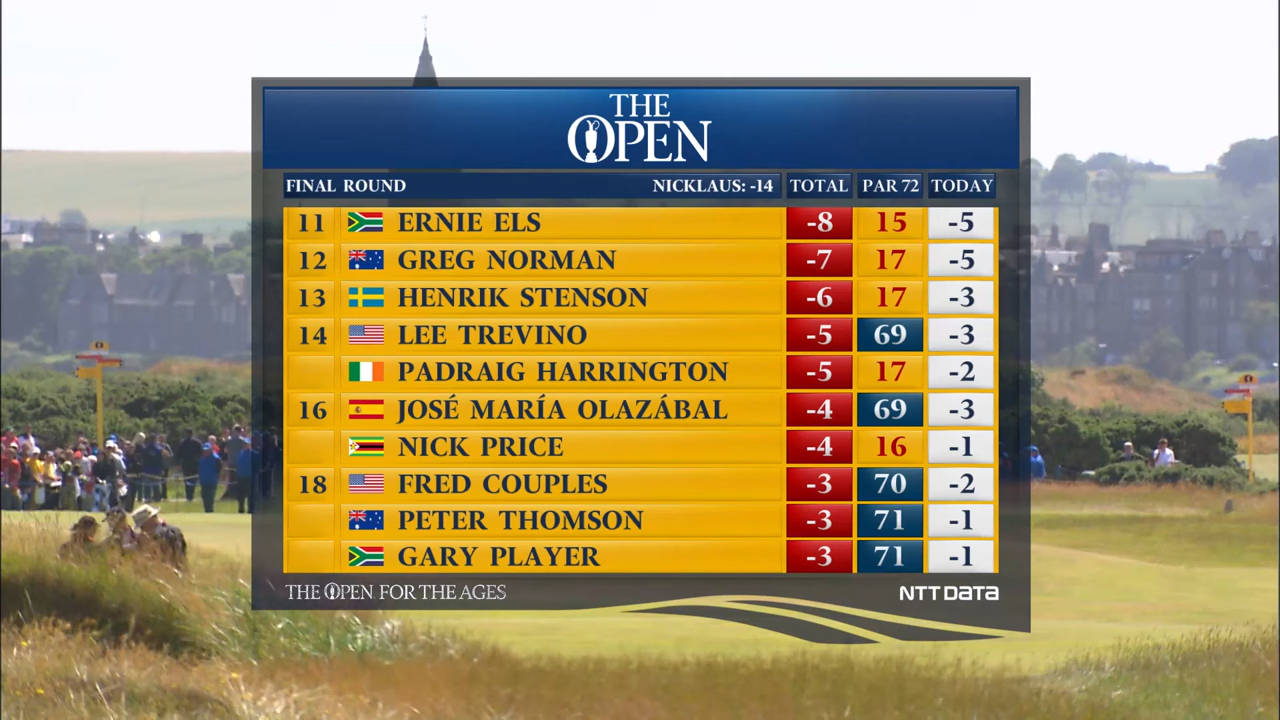 THE
OPEN
FINAL ROUND NICKLAUS: -14 TOTAL PAR 72 TODAY
11 ERNIE ELS -8 15 -5
12 GREG NORMAN -7 17 -5
13 HENRIK STENSON -6 17 -3
14 LEE TREVINO -5 69 -3
PADRAIG HARRINGTON -5 17 -2
16 JOSÉ MARÍA OLAZÁBAL -4 69 -3
NICK PRICE -4 16 -1
18 FRED COUPLES -3 70 -2
PETER THOMSON -3 71 -1
GARY PLAYER -3 71 -1
THE OPEN FOR THE AGES NTT DATA